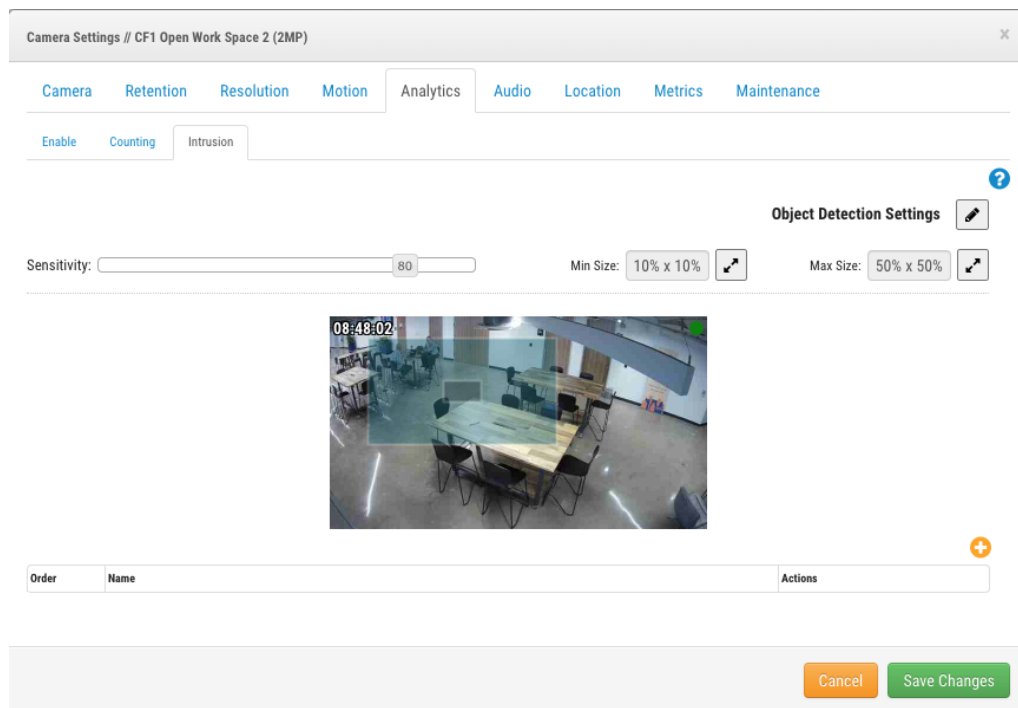 Camera Settings // CF1 Open Work Space 2 (2MP) ×
Camera Retention Resolution Motion Analytics Audio Location Metrics Maintenance
Enable Counting Intrusion
?
Object Detection Settings
Sensitivity: 80 Min Size: 10% x 10% Max Size: 50% x 50%
08:48:02
Order Name Actions
Cancel Save Changes